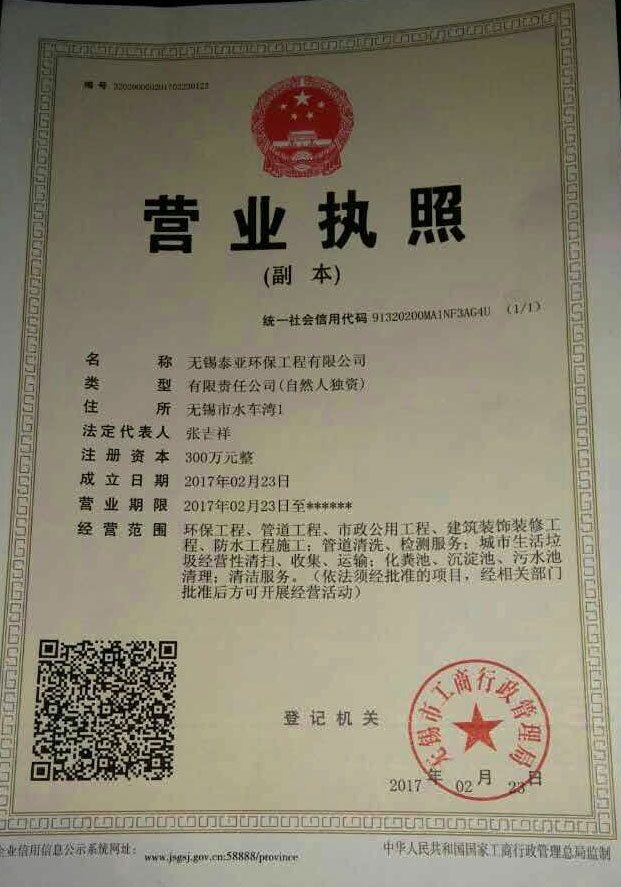 编 号 320200000201702230123
营业执照
(副 本)
统一社会信用代码 91320200MA1NF3AG4U (1/1)
名 称 无锡泰亚环保工程有限公司
类 型 有限责任公司(自然人独资)
住 所 无锡市水车湾1
法定代表人 张吉祥
注册资本 300万元整
成立日期 2017年02月23日
营业期限 2017年02月23日至******
经营范围 环保工程、管道工程、市政公用工程、建筑装饰装修工
程、防水工程施工；管道清洗、检测服务；城市生活垃
圾经营性清扫、收集、运输；化粪池、沉淀池、污水池
清理；清洁服务。（依法须经批准的项目，经相关部门
批准后方可开展经营活动）
登记机关
无锡市工商行政管理局
2017 年 02 月 23 日
企业信用信息公示系统网址：
www.jsgsj.gov.cn:58888/province
中华人民共和国国家工商行政管理总局监制